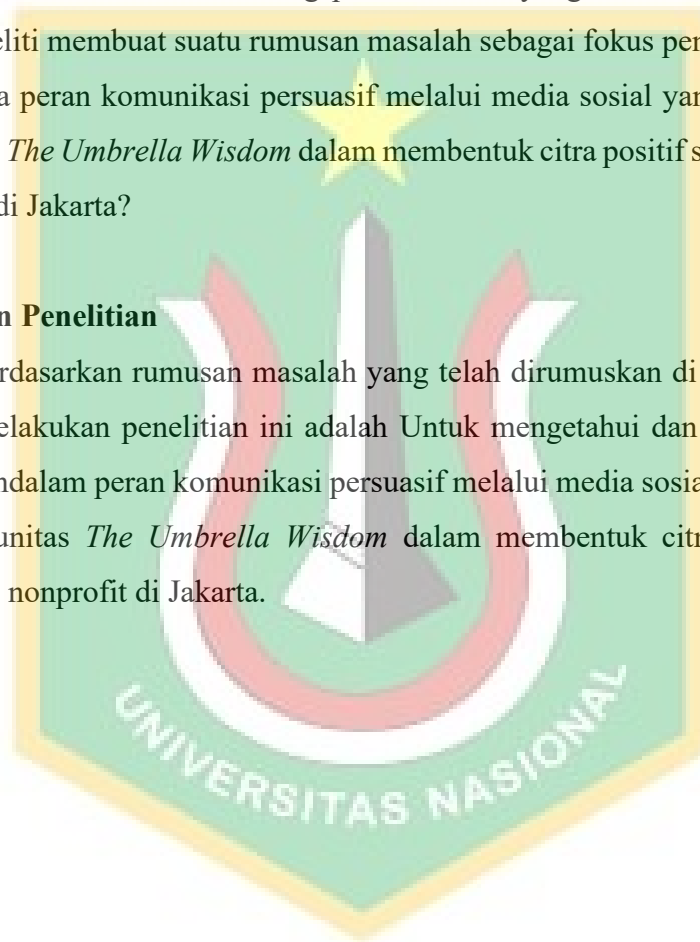 eliti membuat suatu rumusan masalah sebagai fokus per
a peran komunikasi persuasif melalui media sosial yan
The Umbrella Wisdom dalam membentuk citra positif s
di Jakarta?
n Penelitian
rdasarkan rumusan masalah yang telah dirumuskan di
elakukan penelitian ini adalah Untuk mengetahui dan
ndalam peran komunikasi persuasif melalui media sosia
unitas The Umbrella Wisdom dalam membentuk citr
nonprofit di Jakarta.
UNIVERSITAS NASIONAL